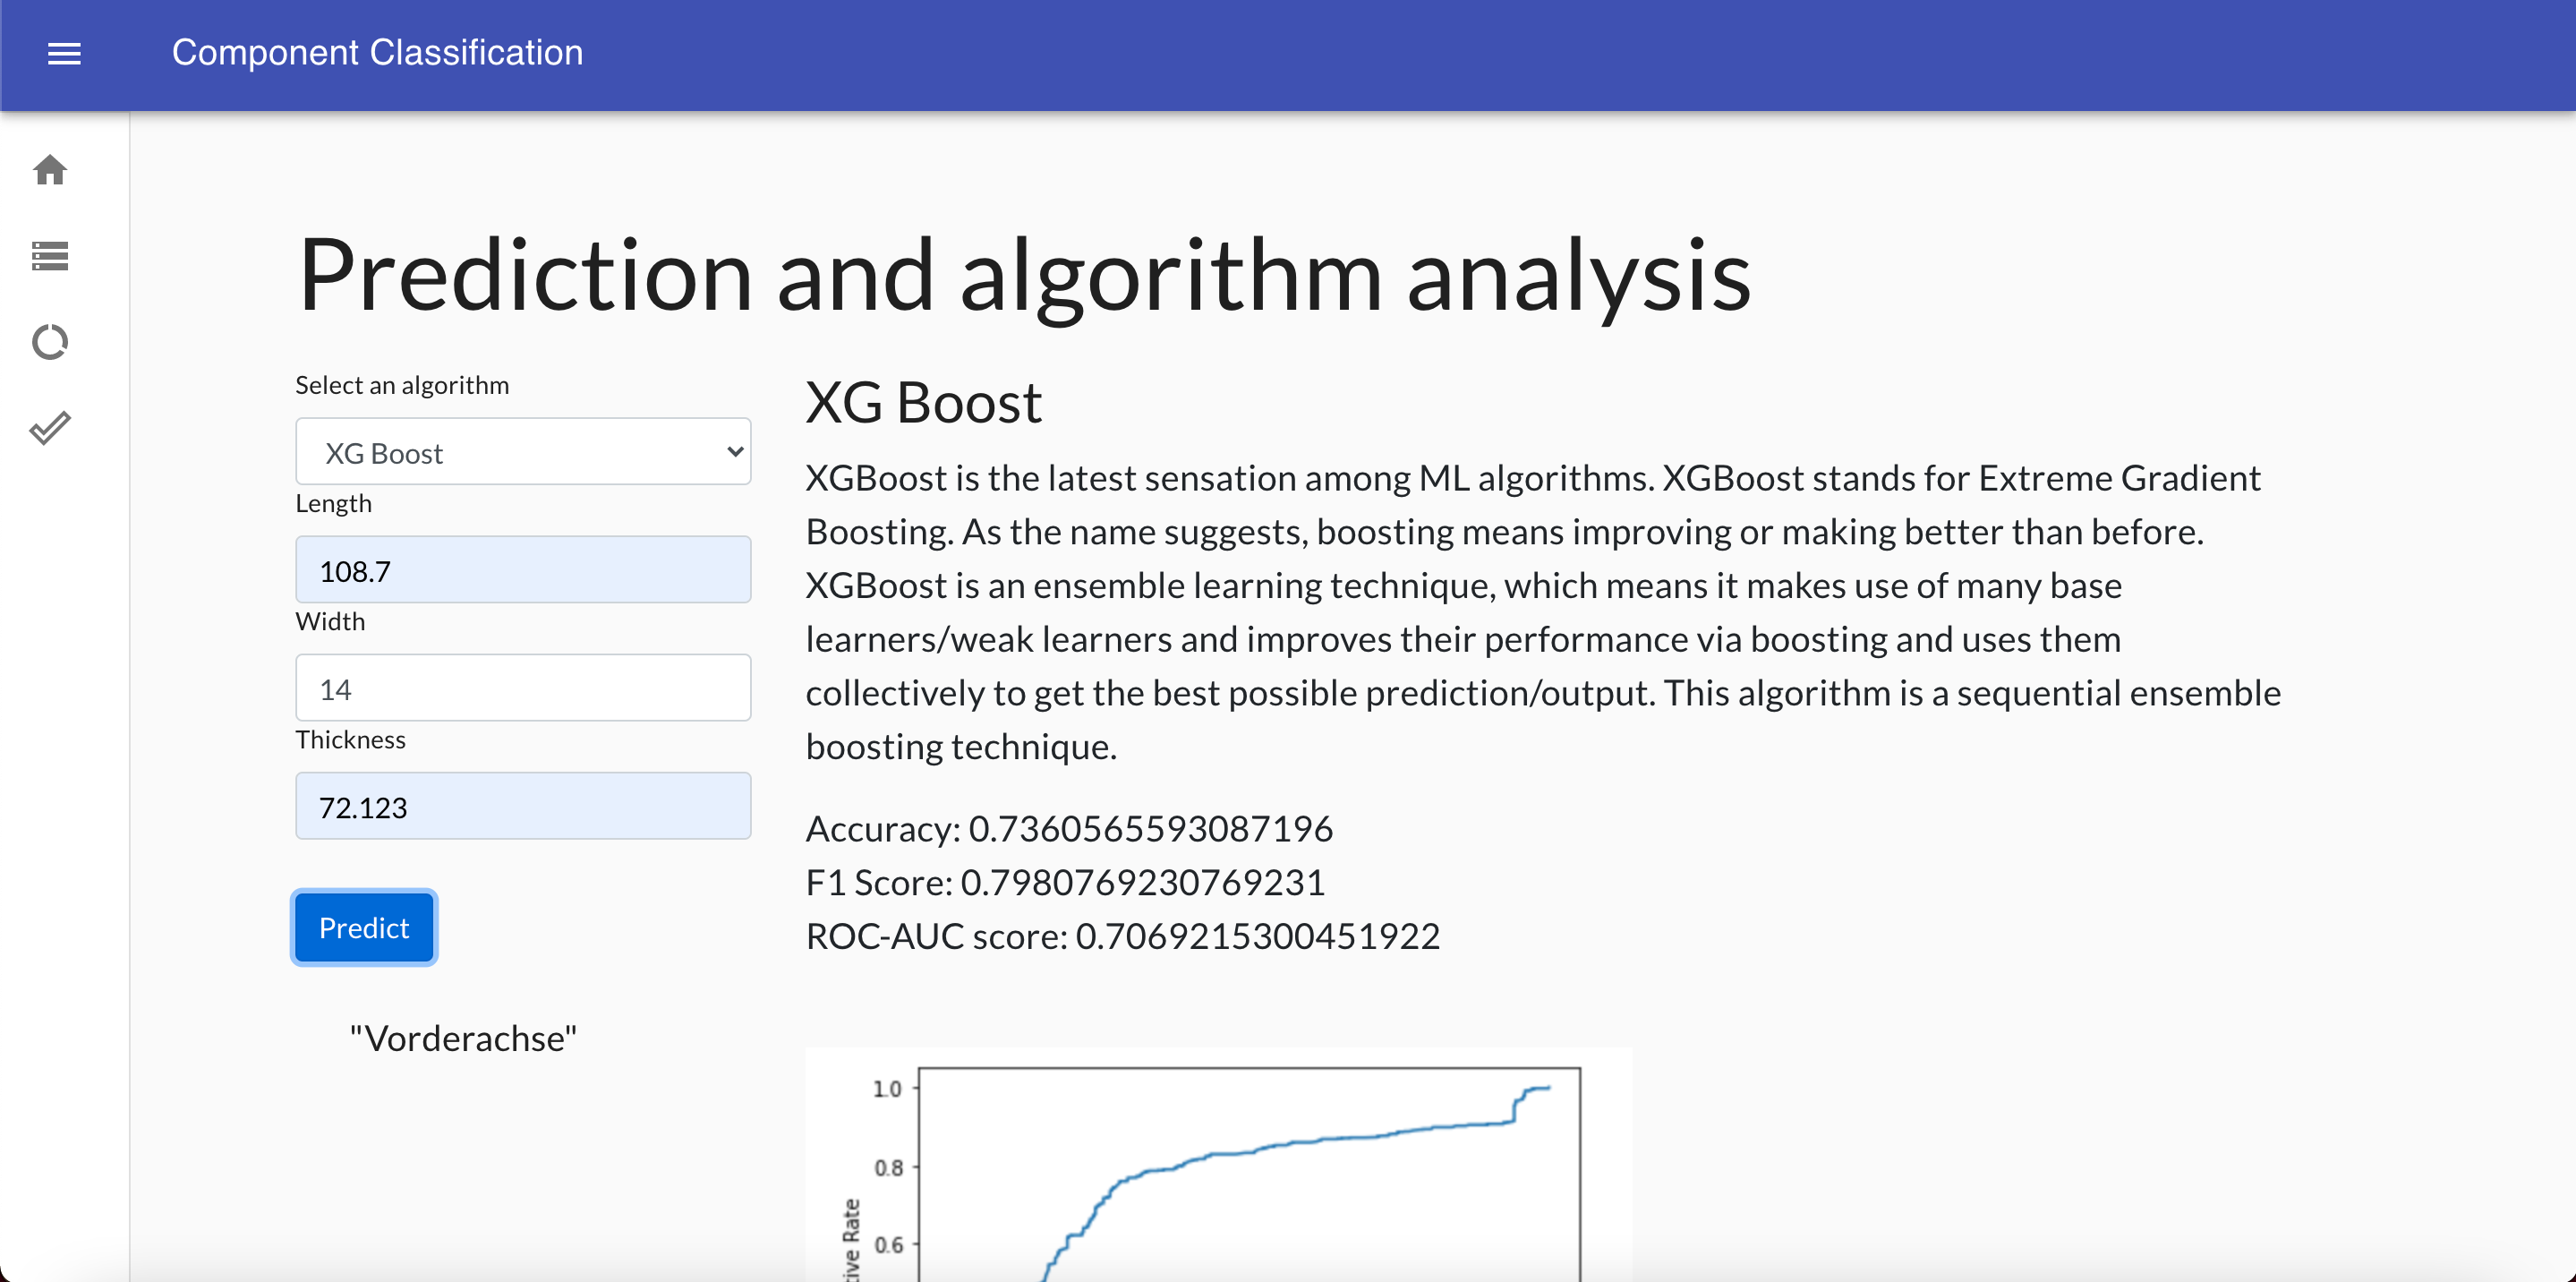 Component Classification
Prediction and algorithm analysis
Select an algorithm
XG Boost
Length
108.7
Width
14
Thickness
72.123
Predict
"Vorderachse"
XG Boost
XGBoost is the latest sensation among ML algorithms. XGBoost stands for Extreme Gradient
Boosting. As the name suggests, boosting means improving or making better than before.
XGBoost is an ensemble learning technique, which means it makes use of many base
learners/weak learners and improves their performance via boosting and uses them
collectively to get the best possible prediction/output. This algorithm is a sequential ensemble
boosting technique.
Accuracy: 0.7360565593087196
F1 Score: 0.7980769230769231
ROC-AUC score: 0.7069215300451922
1.0
0.8
0.6
Rate